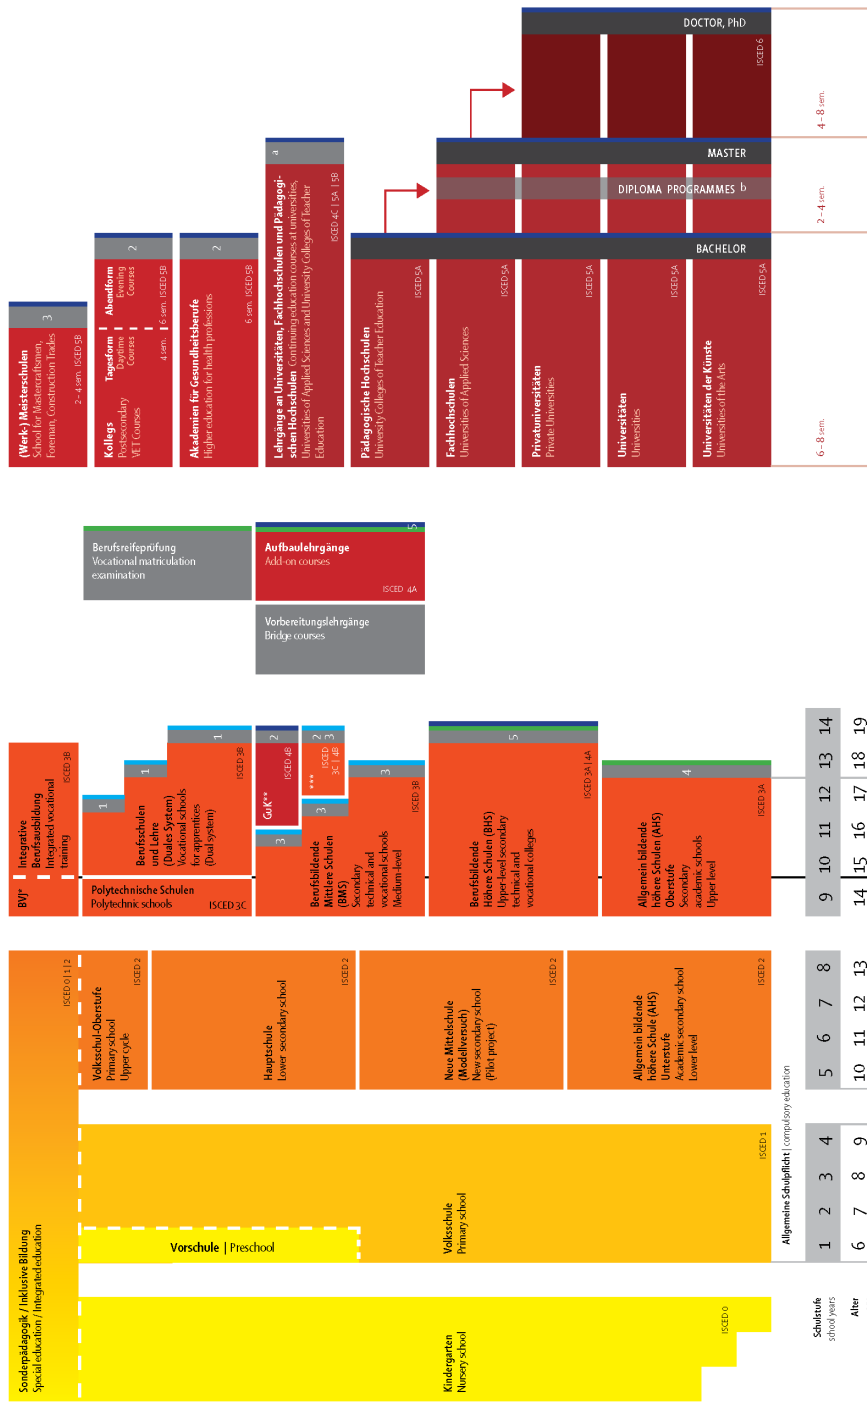 DOCTOR, PhD
ISCED 6
4 – 8 sem.
MASTER
DIPLOMA PROGRAMMES b
2 – 4 sem.
BACHELOR
6 – 8 sem.
3
(Werk-) Meisterschulen
School for Mastercraftsmen,
Foreman, Construction Trades
2 – 4 sem. ISCED 5B
2
Kollegs
Postsecondary
VET Courses
Tagesform
Daytime
Courses
4 sem.
Abendform
Evening
Courses
6 sem. ISCED 5B
2
Akademien für Gesundheitsberufe
Higher education for health professions
6 sem. ISCED 5B
a
Lehrgänge an Universitäten, Fachhochschulen und Pädagogi-
schen Hochschulen Continuing education courses at universities,
Universities of Applied Sciences and University Colleges of Teacher
Education
ISCED 4C | 5A | 5B
Pädagogische Hochschulen
University Colleges of Teacher Education
ISCED 5A
Fachhochschulen
Universities of Applied Sciences
ISCED 5A
Privatuniversitäten
Private Universities
ISCED 5A
Universitäten
Universities
ISCED 5A
Universitäten der Künste
Universities of the Arts
ISCED 5A
Berufsreifeprüfung
Vocational matriculation
examination
5
Aufbaulehrgänge
Add-on courses
ISCED 4A
Vorbereitungslehrgänge
Bridge courses
BVJ*
Integrative
Berufsausbildung
Integrated vocational
training
ISCED 3B
1
1
1
Berufsschulen
und Lehre
(Duales System)
Vocational schools
for apprentices
(Dual system)
ISCED 3B
Polytechnische Schulen
Polytechnic schools
ISCED 3C
2
GuK**
ISCED 4B
3
2
3
***
ISCED
3C | 4B
3
3
Berufsbildende
Mittlere Schulen
(BMS)
Secondary
technical and
vocational schools
Medium-level
ISCED 3B
5
Berufsbildende
Höhere Schulen (BHS)
Upper-level secondary
technical and
vocational colleges
ISCED 3A | 4A
4
Allgemein bildende
höhere Schulen (AHS)
Oberstufe
Secondary
academic schools
Upper level
ISCED 3A
Sonderpädagogik / Inklusive Bildung
Special education / Integrated education
ISCED 0 | 1 | 2
Volksschul-Oberstufe
Primary school
Upper cycle
ISCED 2
Hauptschule
Lower secondary school
ISCED 2
Neue Mittelschule
(Modellversuch)
New secondary school
(Pilot project)
ISCED 2
Allgemein bildende
höhere Schule (AHS)
Unterstufe
Academic secondary school
Lower level
ISCED 2
Volksschule
Primary school
ISCED 1
Vorschule | Preschool
Kindergarten
Nursery school
ISCED 0
Allgemeine Schulpflicht | compulsory education
Schulstufe
school years
1 2 3 4 5 6 7 8 9 10 11 12 13 14
Alter
6 7 8 9 10 11 12 13 14 15 16 17 18 19